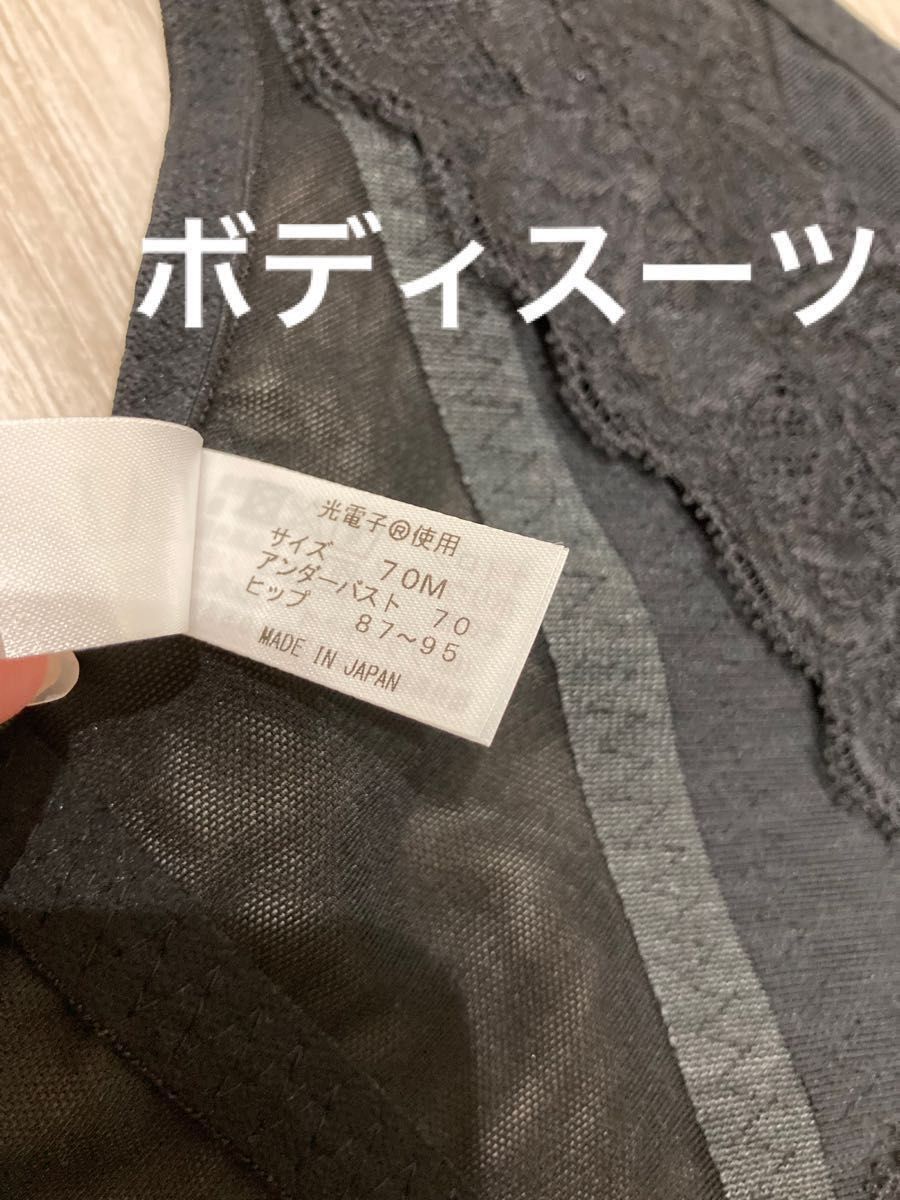 ボディスーツ
光電子®使用
サイズ 70M
アンダーバスト 70
ヒップ 87~95
MADE IN JAPAN